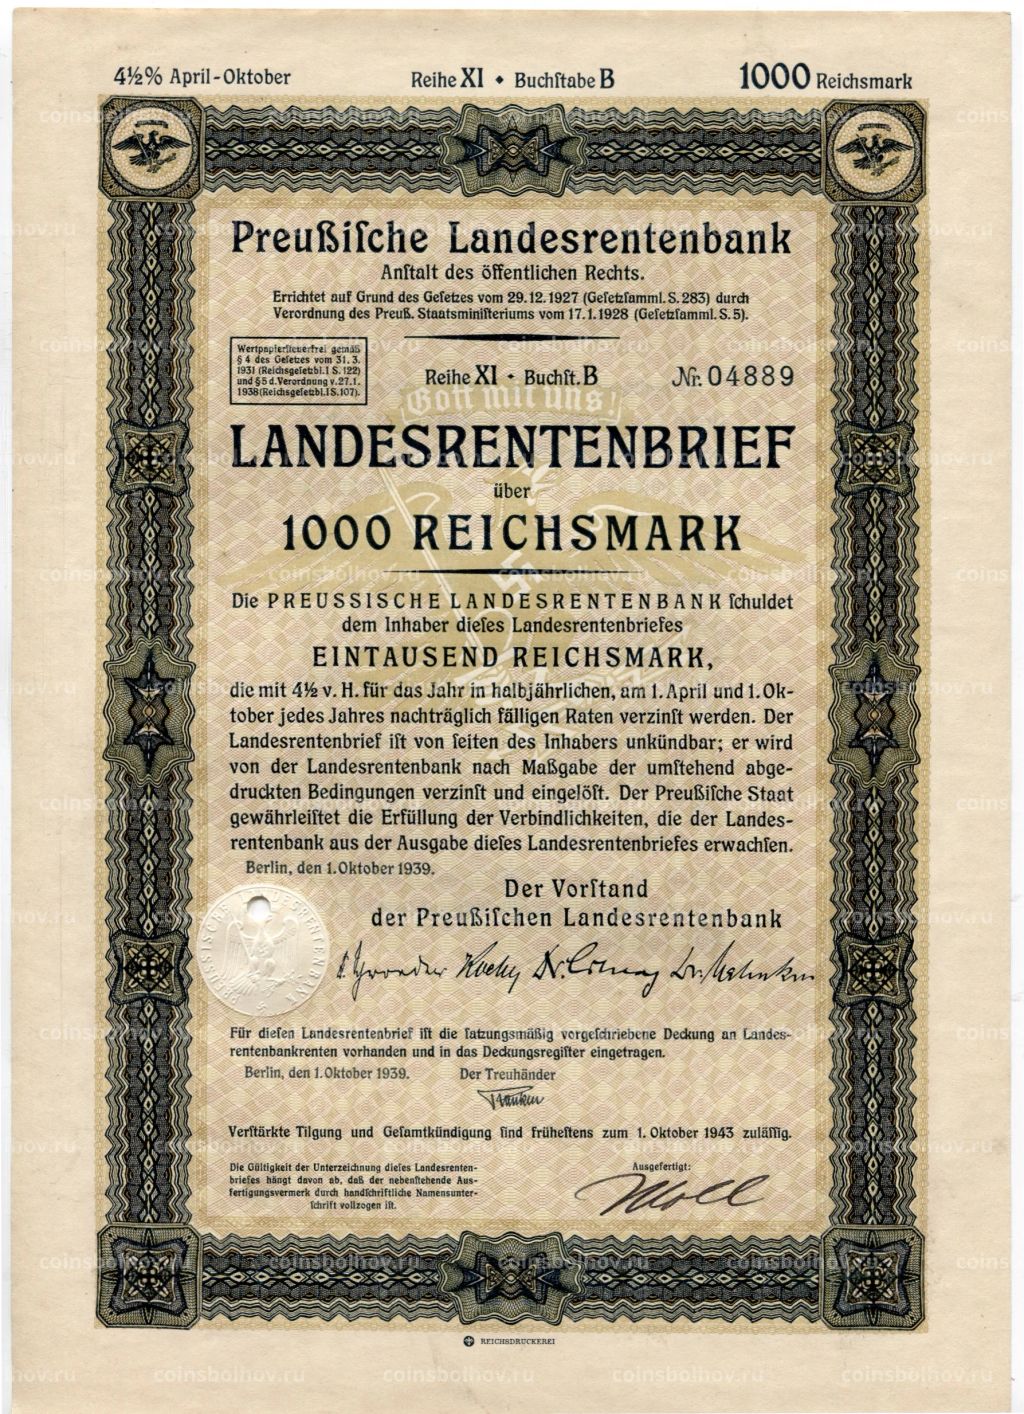 4½% April-Oktober Reihe XI ⬥ Buchſtabe B 1000 Reichsmark
Preußiſche Landesrentenbank
Anſtalt des öffentlichen Rechts.
Errichtet auf Grund des Geſetzes vom 29.12.1927 (Geſetzſamml. S. 283) durch
Verordnung des Preuß. Staatsminiſteriums vom 17.1.1928 (Geſetzſamml. S. 5).
Wertpapierſteuerfrei gemäß
§ 4 des Geſetzes vom 31. 3.
1931 (Reichsgeſetzbl. I S. 122)
und § 5 d. Verordnung v. 27.1.
1938 (Reichsgeſetzbl. I S. 107).
Reihe XI ⬥ Buchſt. B Nr. 04889
Gott mit uns!
LANDESRENTENBRIEF
über
1000 REICHSMARK
Die PREUSSISCHE LANDESRENTENBANK ſchuldet
dem Inhaber dieſes Landesrentenbriefes
EINTAUSEND REICHSMARK,
die mit 4½ v. H. für das Jahr in halbjährlichen, am 1. April und 1. Ok-
tober jedes Jahres nachträglich fälligen Raten verzinſt werden. Der
Landesrentenbrief iſt von ſeiten des Inhabers unkündbar; er wird
von der Landesrentenbank nach Maßgabe der umſtehend abge-
druckten Bedingungen verzinſt und eingelöſt. Der Preußiſche Staat
gewährleiſtet die Erfüllung der Verbindlichkeiten, die der Landes-
rentenbank aus der Ausgabe dieſes Landesrentenbriefes erwachſen.
Berlin, den 1. Oktober 1939.
Der Vorſtand
der Preußiſchen Landesrentenbank
PREUSSISCHE LANDESRENTENBANK
Für dieſen Landesrentenbrief iſt die ſatzungsmäßig vorgeſchriebene Deckung an Landes-
rentenbankrenten vorhanden und in das Deckungsregiſter eingetragen.
Berlin, den 1. Oktober 1939. Der Treuhänder
Verſtärkte Tilgung und Geſamtkündigung ſind früheſtens zum 1. Oktober 1943 zuläſſig.
Die Gültigkeit der Unterzeichnung dieſes Landesrenten-
briefes hängt davon ab, daß der nebenſtehende Aus-
fertigungsvermerk durch handſchriftliche Namensunter-
ſchrift vollzogen iſt.
Ausgefertigt:
Moll
REICHSDRUCKEREI
coinsbolhov.ru